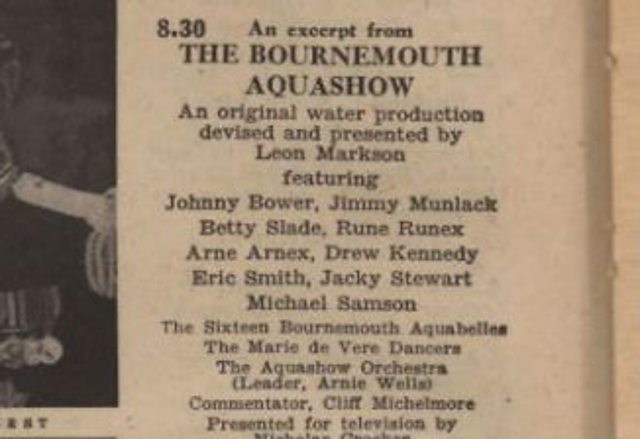 8.30 An excerpt from
THE BOURNEMOUTH
AQUASHOW
An original water production
devised and presented by
Leon Markson
featuring
Johnny Bower, Jimmy Munlack
Betty Slade, Rune Runex
Arne Arnex, Drew Kennedy
Eric Smith, Jacky Stewart
Michael Samson
The Sixteen Bournemouth Aquabelles
The Marie de Vere Dancers
The Aquashow Orchestra
(Leader, Arnie Wells)
Commentator, Cliff Michelmore
Presented for television by